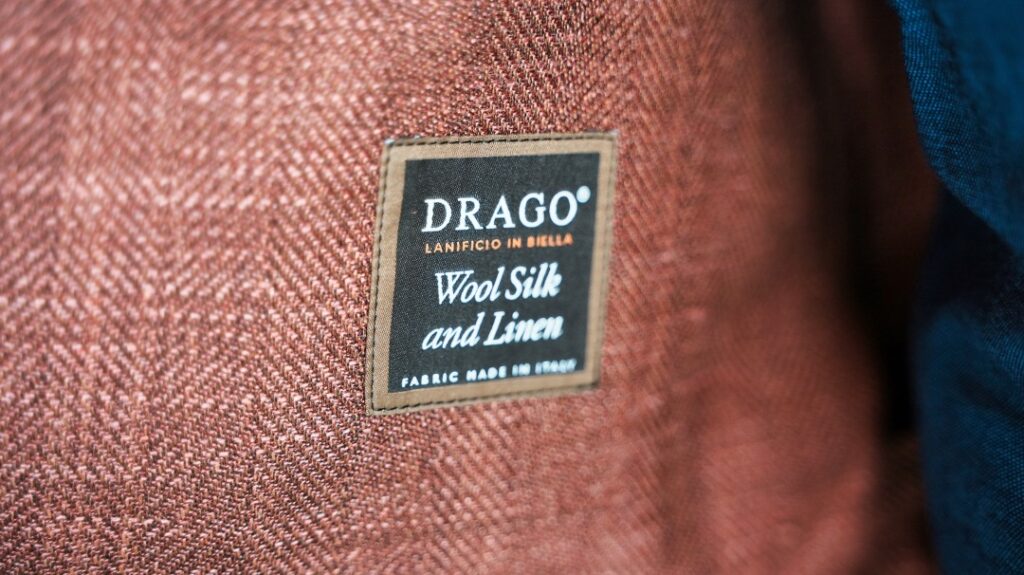 DRAGO®
LANIFICIO IN BIELLA
Wool Silk
and Linen
FABRIC MADE IN ITALY